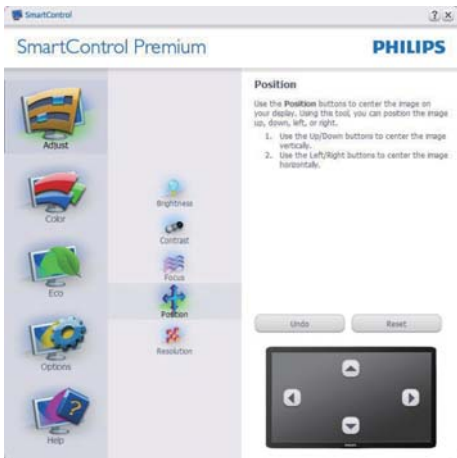 SmartControl
SmartControl Premium
PHILIPS
Adjust
Color
Eco
Options
Help
Brightness
Contrast
Focus
Position
Resolution
Position
Use the Position buttons to center the image on
your display. Using this tool, you can position the image
up, down, left, or right.
1. Use the Up/Down buttons to center the image
vertically.
2. Use the Left/Right buttons to center the image
horizontally.
Undo
Reset